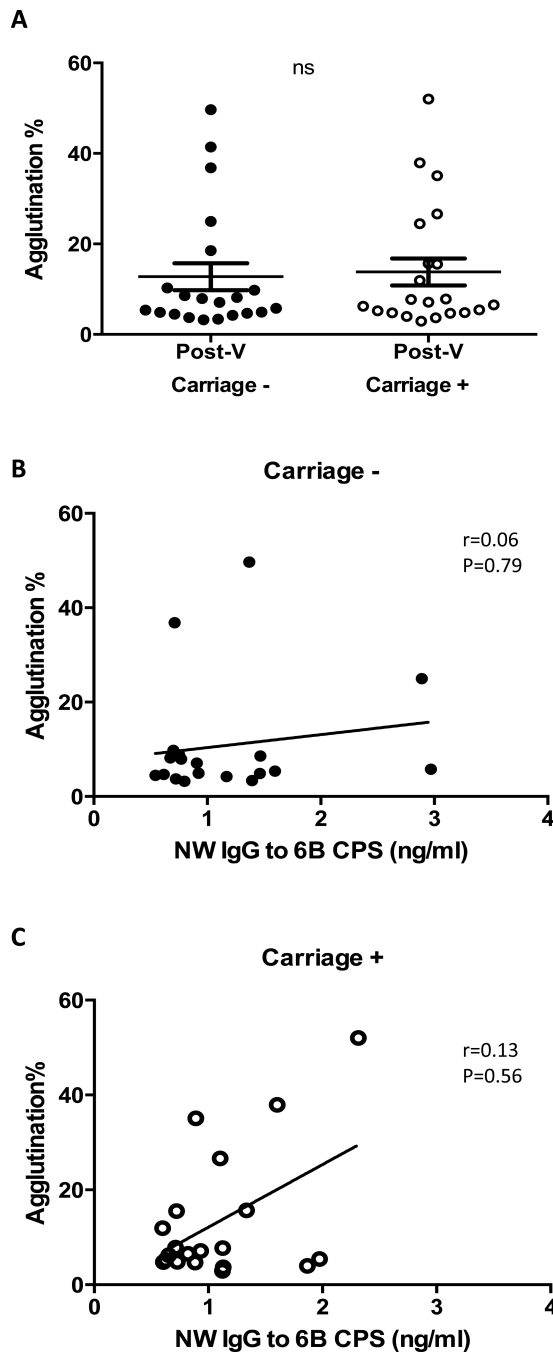 A
ns
Agglutination %
60
40
20
0
Post-V Post-V
Carriage - Carriage +
B
Carriage -
r=0.06
P=0.79
Agglutination %
60
40
20
0
0 1 2 3 4
NW IgG to 6B CPS (ng/ml)
C
Carriage +
r=0.13
P=0.56
Agglutination%
60
40
20
0
0 1 2 3 4
NW IgG to 6B CPS (ng/ml)